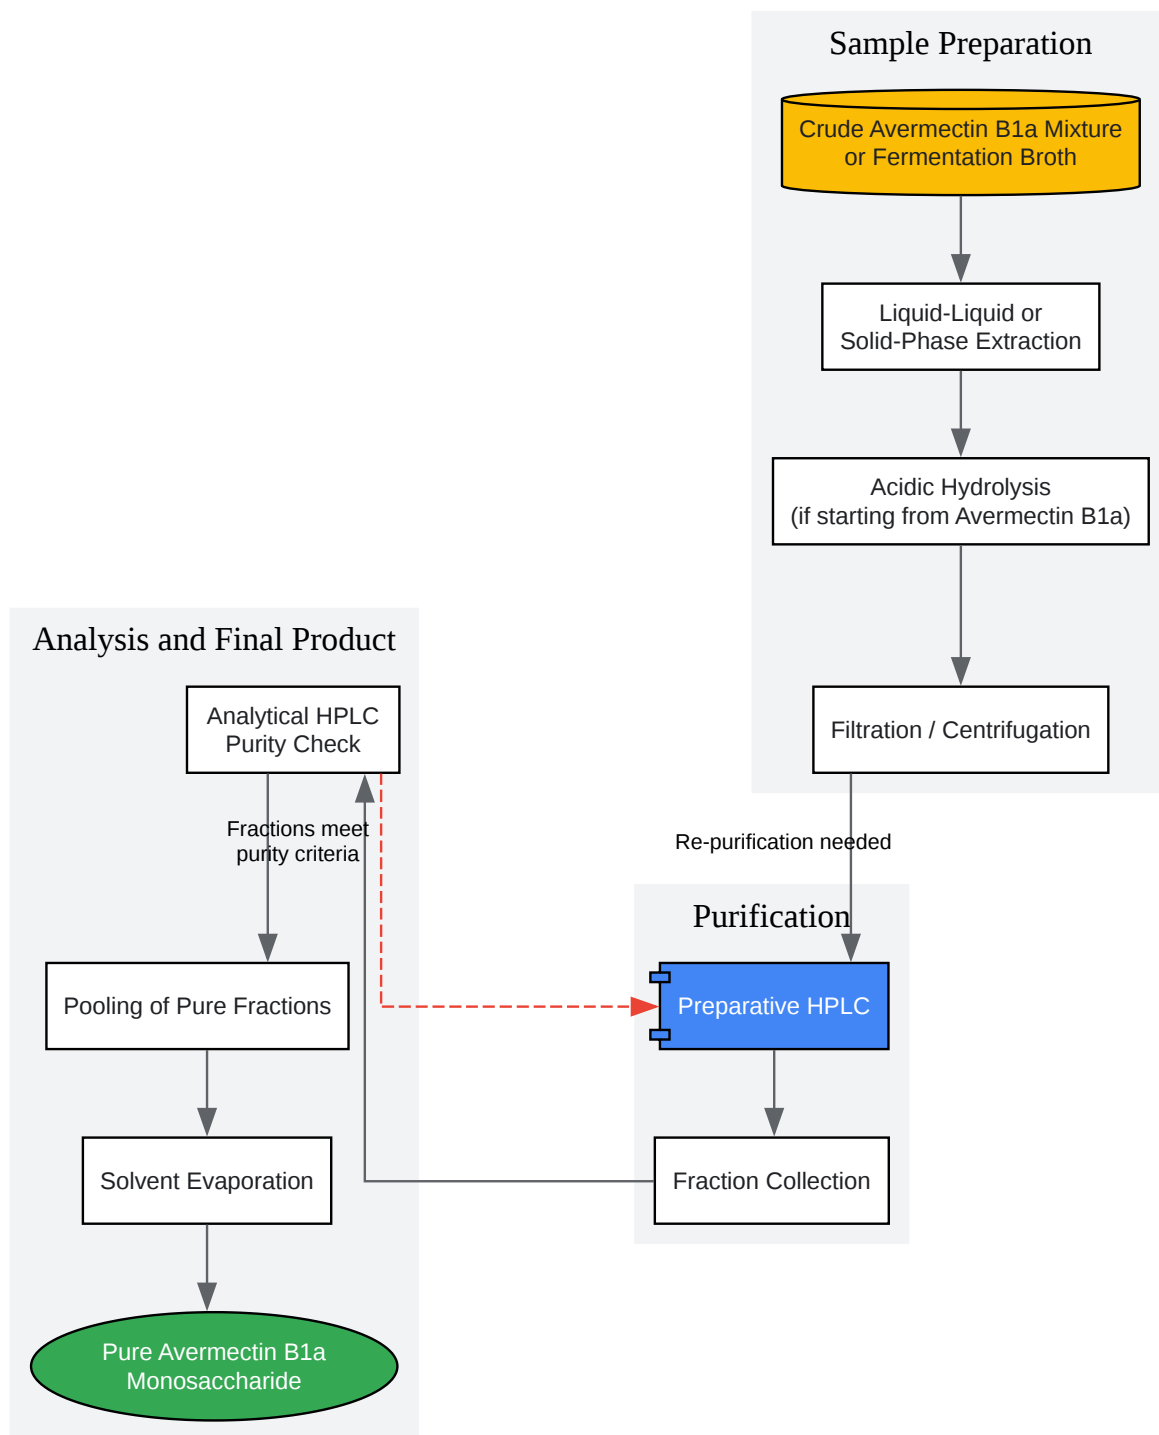 Sample Preparation
Crude Avermectin B1a Mixture
or Fermentation Broth
Liquid-Liquid or
Solid-Phase Extraction
Acidic Hydrolysis
(if starting from Avermectin B1a)
Filtration / Centrifugation
Re-purification needed
Purification
Preparative HPLC
Fraction Collection
Analysis and Final Product
Analytical HPLC
Purity Check
Fractions meet
purity criteria
Pooling of Pure Fractions
Solvent Evaporation
Pure Avermectin B1a
Monosaccharide